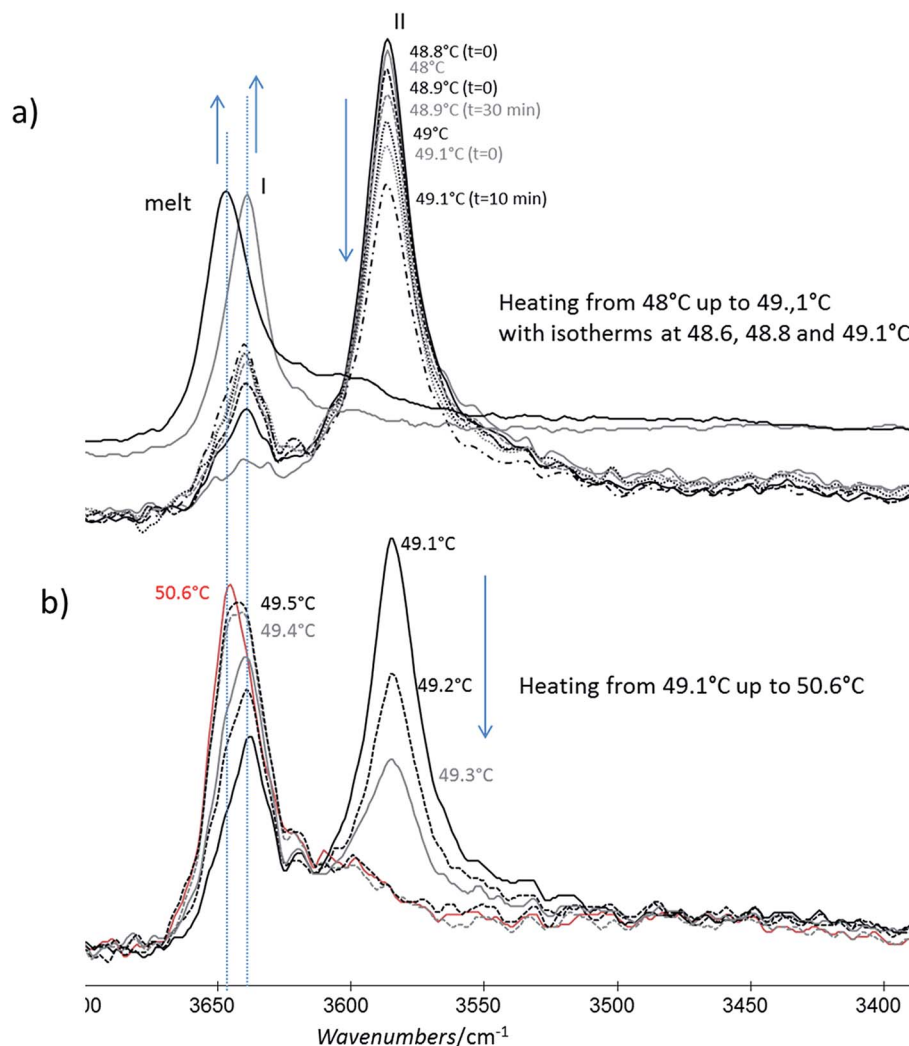 II
48.8°C (t=0)
48°C
48.9°C (t=0)
48.9°C (t=30 min)
49°C
49.1°C (t=0)
49.1°C (t=10 min)
a)
melt
I
Heating from 48°C up to 49.,1°C
with isotherms at 48.6, 48.8 and 49.1°C
b)
50.6°C
49.5°C
49.4°C
49.1°C
49.2°C
49.3°C
Heating from 49.1°C up to 50.6°C
00 3650 3600 3550 3500 3450 3400
Wavenumbers/cm⁻¹